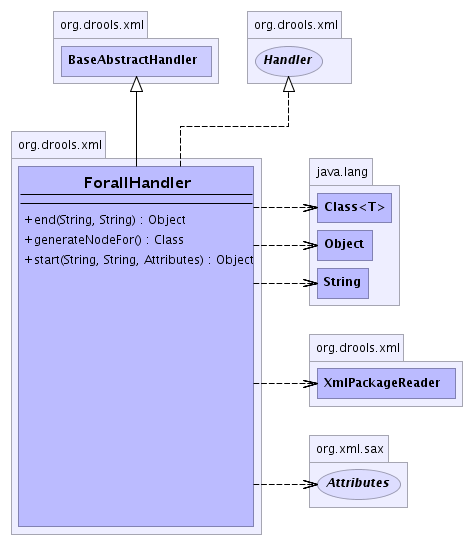 org.drools.xml
BaseAbstractHandler
org.drools.xml
Handler
org.drools.xml
ForallHandler
+end(String, String) : Object
+generateNodeFor() : Class
+start(String, String, Attributes) : Object
java.lang
Class<T>
Object
String
org.drools.xml
XmlPackageReader
org.xml.sax
Attributes